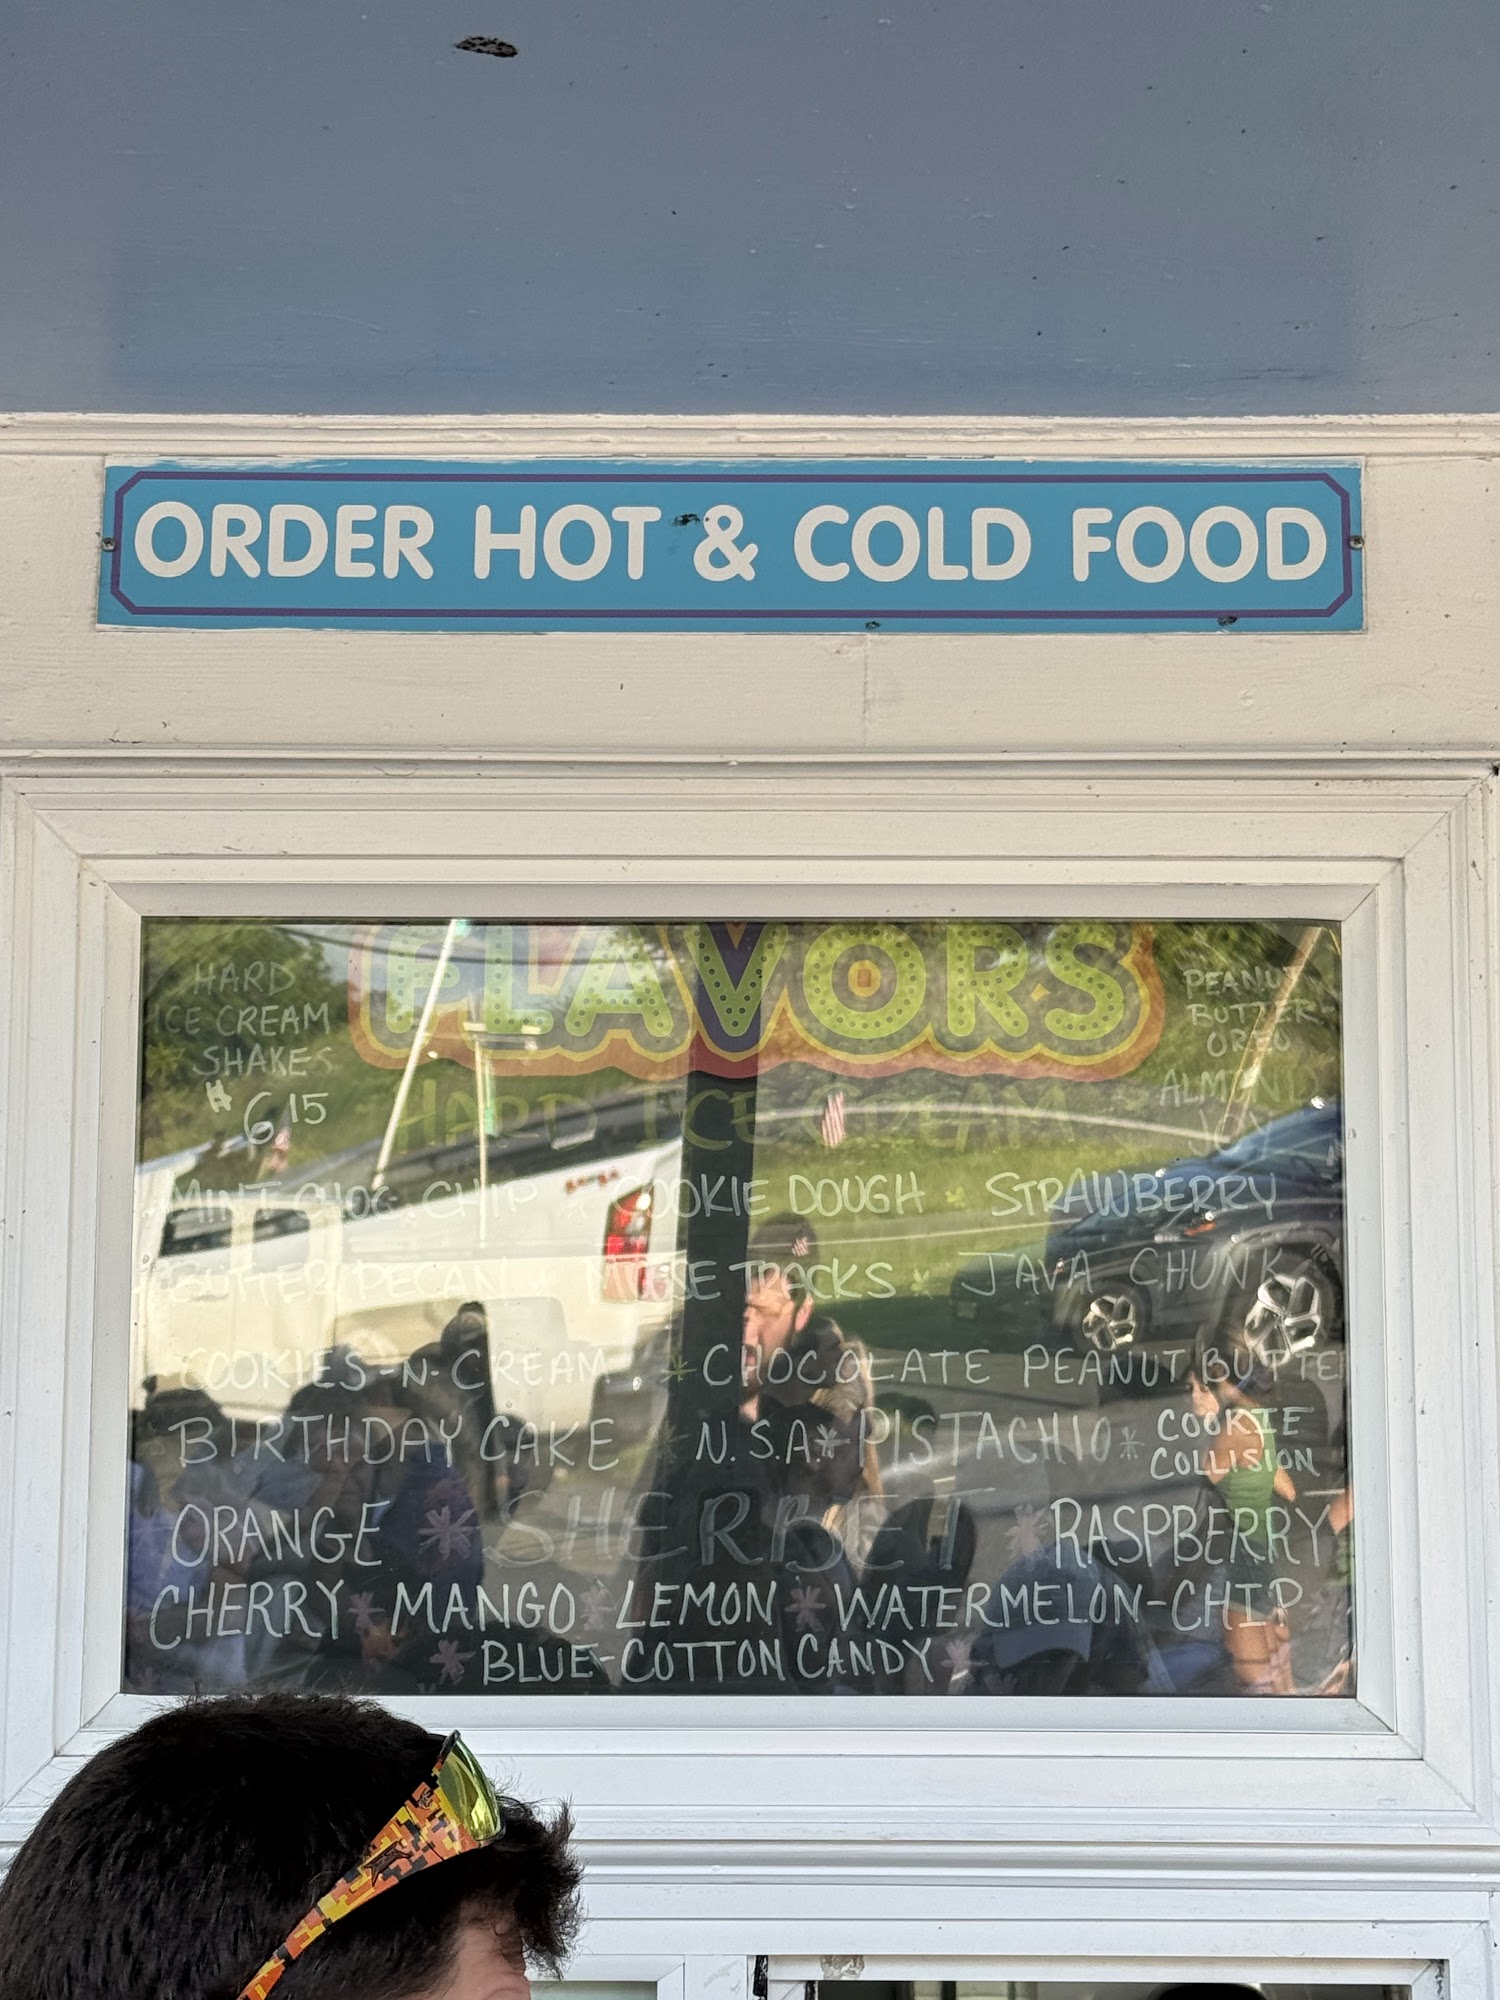 ORDER HOT & COLD FOOD
FLAVORS
HARD
ICE CREAM
SHAKES
$6.15
PEANUT
BUTTER
OREO
ALMOND
JOY
HARD ICE CREAM
MINT CHOC. CHIP * COOKIE DOUGH * STRAWBERRY
BUTTER PECAN * MOOSE TRACKS * JAVA CHUNK
COOKIES-N-CREAM * CHOCOLATE PEANUT BUTTE
BIRTHDAY CAKE * N.S.A. * PISTACHIO * COOKIE
COLLISION
ORANGE * SHERBET * RASPBERRY
CHERRY * MANGO * LEMON * WATERMELON-CHIP
* BLUE-COTTON CANDY *